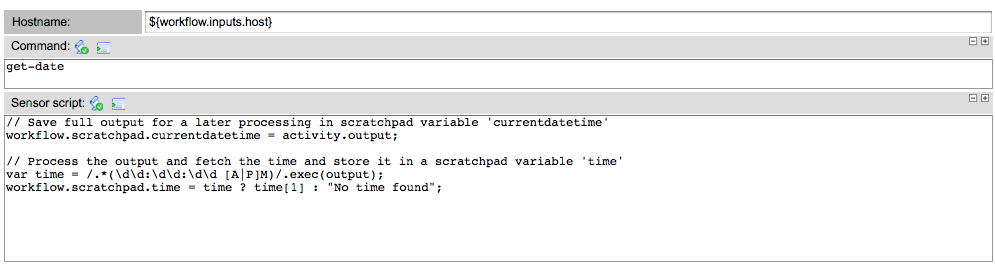 Hostname: ${workflow.inputs.host}
Command:
get-date
Sensor script:
// Save full output for a later processing in scratchpad variable 'currentdatetime'
workflow.scratchpad.currentdatetime = activity.output;
// Process the output and fetch the time and store it in a scratchpad variable 'time'
var time = /.*(\d\d:\d\d:\d\d [A|P]M)/.exec(output);
workflow.scratchpad.time = time ? time[1] : "No time found";